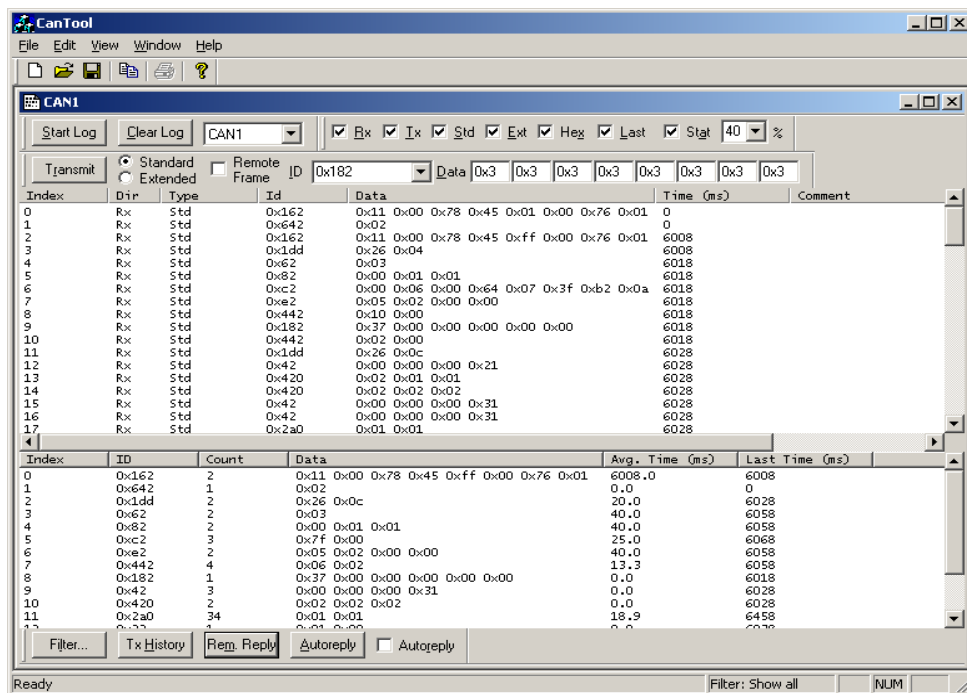 CanTool
File Edit View Window Help
CAN1
Start Log Clear Log CAN1 Rx Tx Std Ext Hex Last Stat 40 %
Transmit Standard Extended Remote Frame ID 0x182 Data 0x3 0x3 0x3 0x3 0x3 0x3 0x3 0x3
Index Dir Type Id Data Time (ms) Comment
0 Rx Std 0x162 0x11 0x00 0x78 0x45 0x01 0x00 0x76 0x01 0
1 Rx Std 0x642 0x02 0
2 Rx Std 0x162 0x11 0x00 0x78 0x45 0xff 0x00 0x76 0x01 6008
3 Rx Std 0x1dd 0x26 0x04 6008
4 Rx Std 0x62 0x03 6018
5 Rx Std 0x82 0x00 0x01 0x01 6018
6 Rx Std 0xc2 0x00 0x06 0x00 0x64 0x07 0x3f 0xb2 0x0a 6018
7 Rx Std 0xe2 0x05 0x02 0x00 0x00 6018
8 Rx Std 0x442 0x10 0x00 6018
9 Rx Std 0x182 0x37 0x00 0x00 0x00 0x00 0x00 6018
10 Rx Std 0x442 0x02 0x00 6018
11 Rx Std 0x1dd 0x26 0x0c 6028
12 Rx Std 0x42 0x00 0x00 0x00 0x21 6028
13 Rx Std 0x420 0x02 0x01 0x01 6028
14 Rx Std 0x420 0x02 0x02 0x02 6028
15 Rx Std 0x42 0x00 0x00 0x00 0x31 6028
16 Rx Std 0x42 0x00 0x00 0x00 0x31 6028
17 Rx Std 0x2a0 0x01 0x01 6028
Index ID Count Data Avg. Time (ms) Last Time (ms)
0 0x162 2 0x11 0x00 0x78 0x45 0xff 0x00 0x76 0x01 6008.0 6008
1 0x642 1 0x02 0.0 0
2 0x1dd 2 0x26 0x0c 20.0 6028
3 0x62 2 0x03 40.0 6058
4 0x82 2 0x00 0x01 0x01 40.0 6058
5 0xc2 3 0x7f 0x00 25.0 6068
6 0xe2 2 0x05 0x02 0x00 0x00 40.0 6058
7 0x442 4 0x06 0x02 13.3 6058
8 0x182 1 0x37 0x00 0x00 0x00 0x00 0x00 0.0 6018
9 0x42 3 0x00 0x00 0x00 0x31 0.0 6028
10 0x420 2 0x02 0x02 0x02 0.0 6028
11 0x2a0 34 0x01 0x01 18.9 6458
Filter... Tx History Rem. Reply Autoreply Autoreply
Ready Filter: Show all NUM